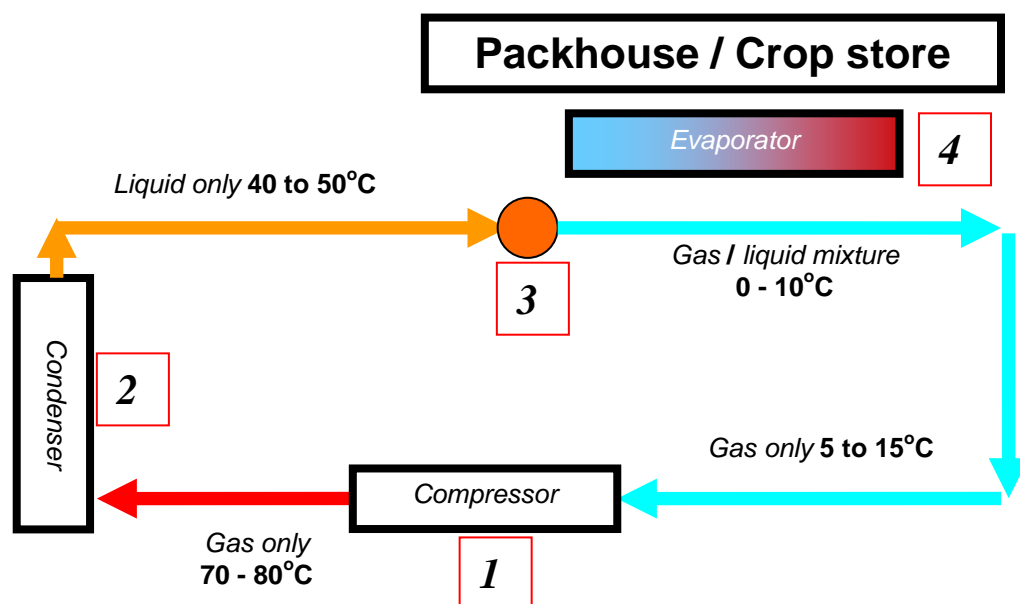 Packhouse / Crop store
Evaporator
4
Liquid only 40 to 50°C
3
Gas / liquid mixture
0 - 10°C
Condenser
2
Gas only 5 to 15°C
Compressor
Gas only
70 - 80°C
1